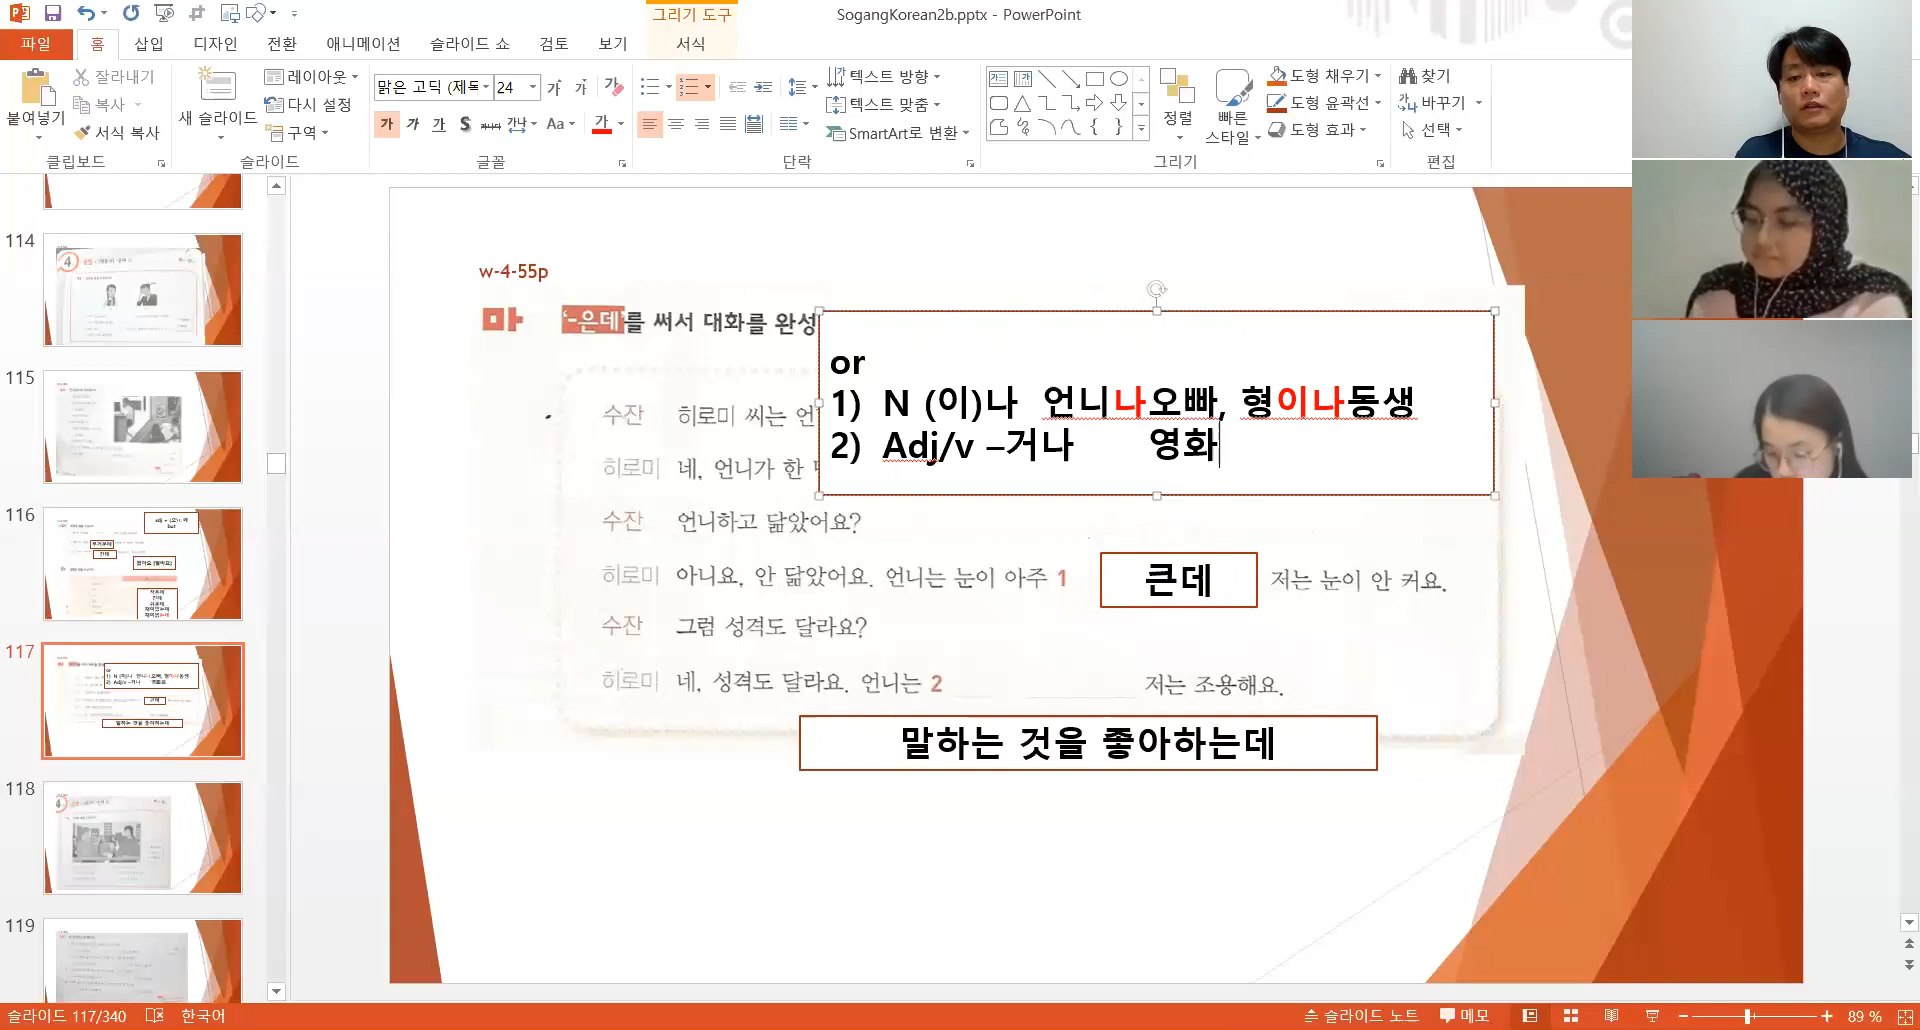 그리기 도구
SogangKorean2b.pptx - PowerPoint
파일 홈 삽입 디자인 전환 애니메이션 슬라이드 쇼 검토 보기 서식
붙여넣기
잘라내기
복사
서식 복사
클립보드
새 슬라이드
레이아웃
다시 설정
구역
슬라이드
맑은 고딕 (제목 24
가 가 가 S 가나다 간 Aa 가
글꼴
텍스트 방향
텍스트 맞춤
SmartArt로 변환
단락
정렬
빠른 스타일
도형 채우기
도형 윤곽선
도형 효과
그리기
찾기
바꾸기
선택
편집
114
115
116
117
118
119
w-4-55p
마 '-은데'를 써서 대화를 완성
or
1) N (이)나 언니나오빠, 형이나동생
2) Adj/v –거나 영화
수잔 히로미 씨는 언
히로미 네, 언니가 한 명
수잔 언니하고 닮았어요?
히로미 아니요, 안 닮았어요. 언니는 눈이 아주 1 큰데 저는 눈이 안 커요.
수잔 그럼 성격도 달라요?
히로미 네, 성격도 달라요. 언니는 2 저는 조용해요.
말하는 것을 좋아하는데
슬라이드 117/340 한국어 슬라이드 노트 메모 89 %